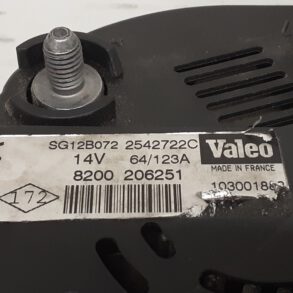 SG12B072 2542722C
14V 64/123A
8200 206251
172
Valeo
MADE IN FRANCE